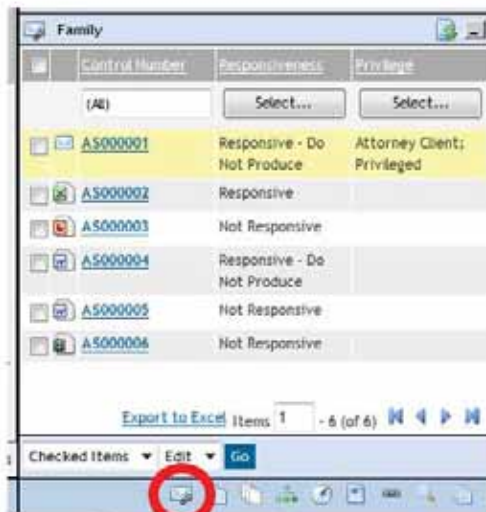 Family
Control Number Responsiveness Privilege
(All) Select... Select...
AS000001 Responsive - Do Attorney Client;
Not Produce Privileged
AS000002 Responsive
AS000003 Not Responsive
AS000004 Responsive - Do
Not Produce
AS000005 Not Responsive
AS000006 Not Responsive
Export to Excel Items 1 - 6 (of 6)
Checked Items Edit Go